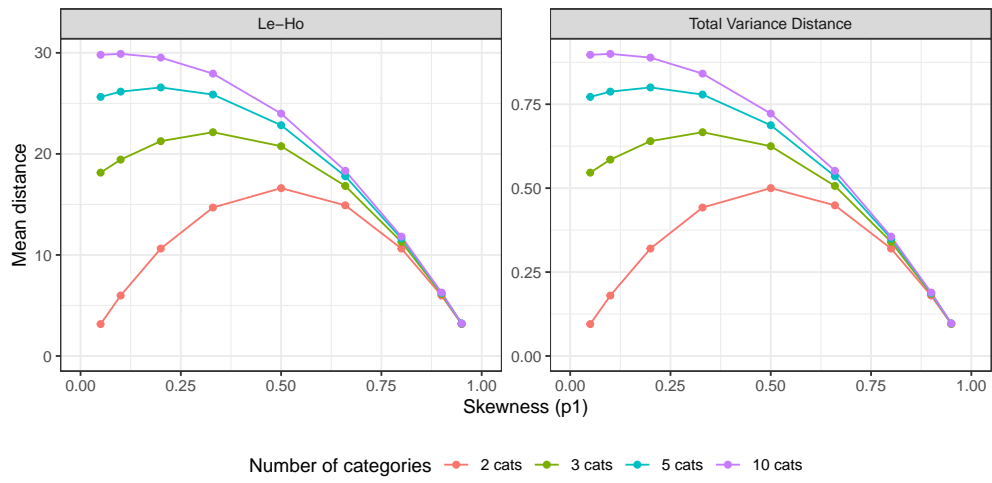 Le−Ho
Total Variance Distance
Mean distance
30
20
10
0
0.75
0.50
0.25
0.00
0.00 0.25 0.50 0.75 1.00
0.00 0.25 0.50 0.75 1.00
Skewness (p1)
Number of categories 2 cats 3 cats 5 cats 10 cats